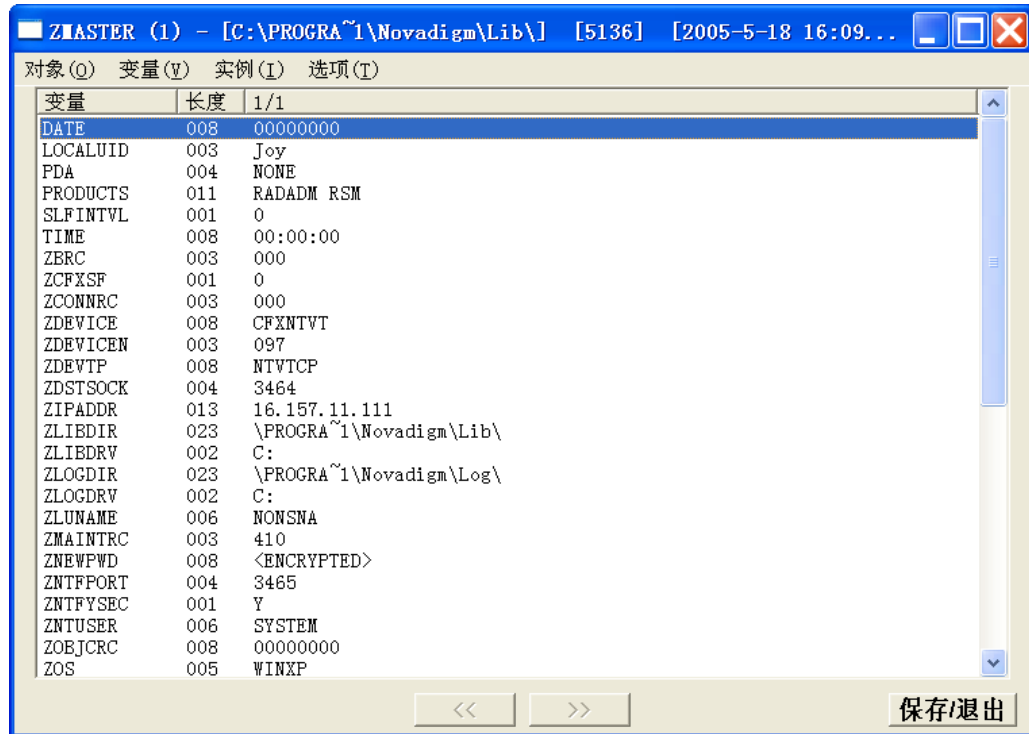 ZMASTER (1) - [C:\PROGRA~1\Novadigm\Lib\] [5136] [2005-5-18 16:09...
对象(O) 变量(V) 实例(I) 选项(T)
变量 长度 1/1
DATE 008 00000000
LOCALUID 003 Joy
PDA 004 NONE
PRODUCTS 011 RADADM RSM
SLFINTVL 001 0
TIME 008 00:00:00
ZBRC 003 000
ZCFXSF 001 0
ZCONNRC 003 000
ZDEVICE 008 CFXNTVT
ZDEVICEN 003 097
ZDEVTP 008 NTVTCP
ZDSTSOCK 004 3464
ZIPADDR 013 16.157.11.111
ZLIBDIR 023 \PROGRA~1\Novadigm\Lib\
ZLIBDRV 002 C:
ZLOGDIR 023 \PROGRA~1\Novadigm\Log\
ZLOGDRV 002 C:
ZLUNAME 006 NONSNA
ZMAINTRC 003 410
ZNEWPWD 008 <ENCRYPTED>
ZNTFPORT 004 3465
ZNTFYSEC 001 Y
ZNTUSER 006 SYSTEM
ZOBJCRC 008 00000000
ZOS 005 WINXP
<< >> 保存/退出